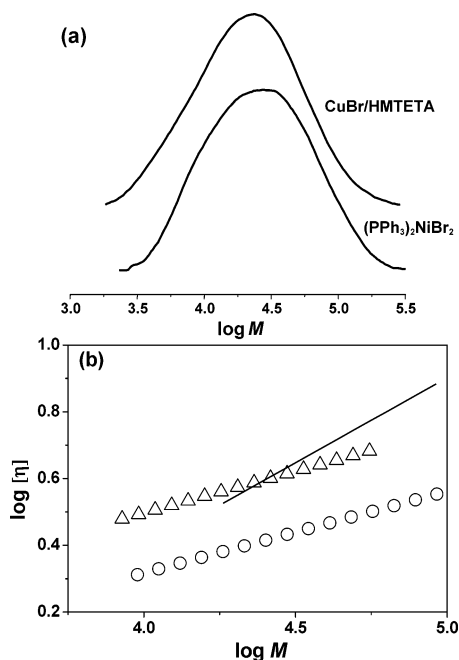 (a)
CuBr/HMTETA
(PPh₃)₂NiBr₂
3.0 3.5 4.0 4.5 5.0 5.5
log M
(b)
1.0
0.8
0.6
0.4
0.2
log [η]
4.0 4.5 5.0
log M